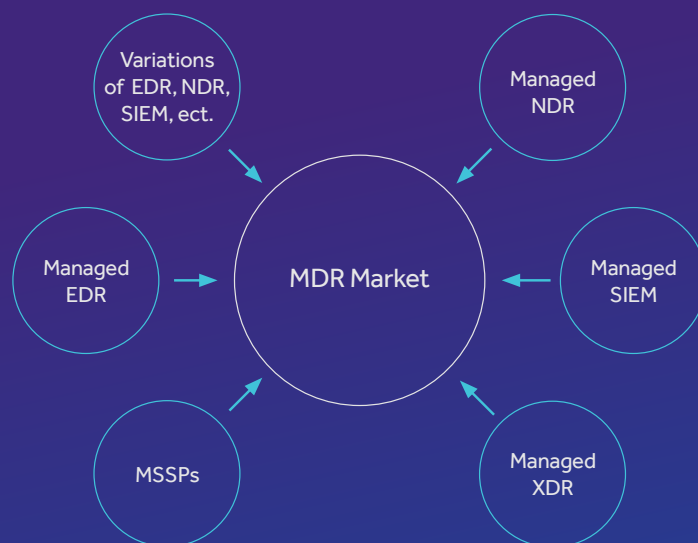 Variations
of EDR, NDR,
SIEM, ect.
Managed
NDR
Managed
EDR
MDR Market
Managed
SIEM
MSSPs
Managed
XDR